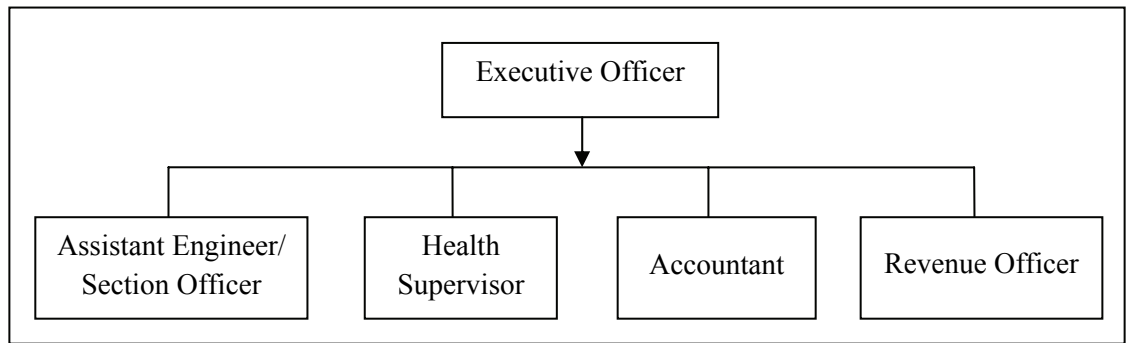 Executive Officer
Assistant Engineer/
Section Officer
Health
Supervisor
Accountant
Revenue Officer